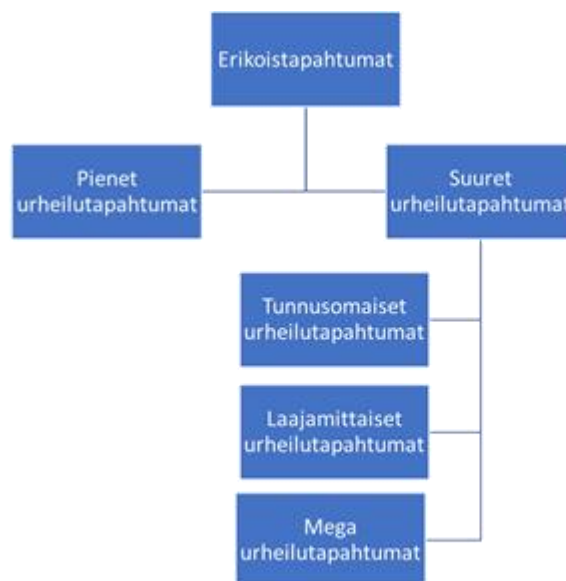 Erikoistapahtumat
Pienet
urheilutapahtumat
Suuret
urheilutapahtumat
Tunnusomaiset
urheilutapahtumat
Laajamittaiset
urheilutapahtumat
Mega
urheilutapahtumat